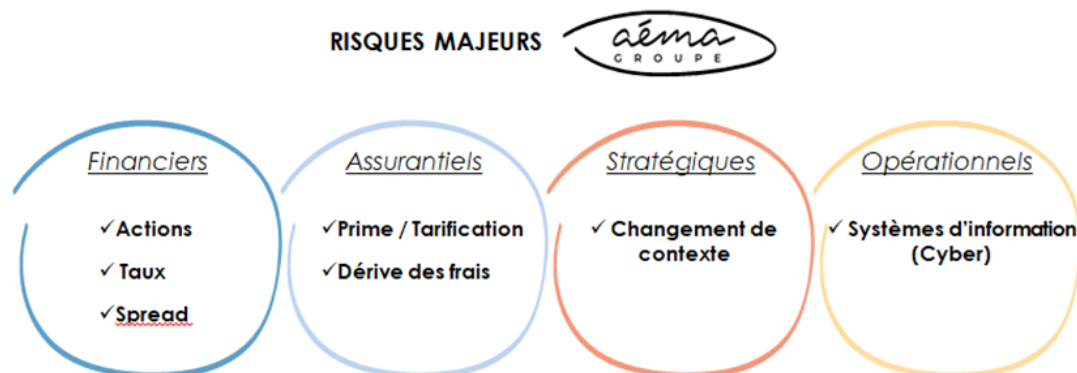 RISQUES MAJEURS
aéma
GROUPE
Financiers
✓Actions
✓Taux
✓Spread
Assurantiels
✓Prime / Tarification
✓Dérive des frais
Stratégiques
✓Changement de
contexte
Opérationnels
✓Systèmes d'information
(Cyber)